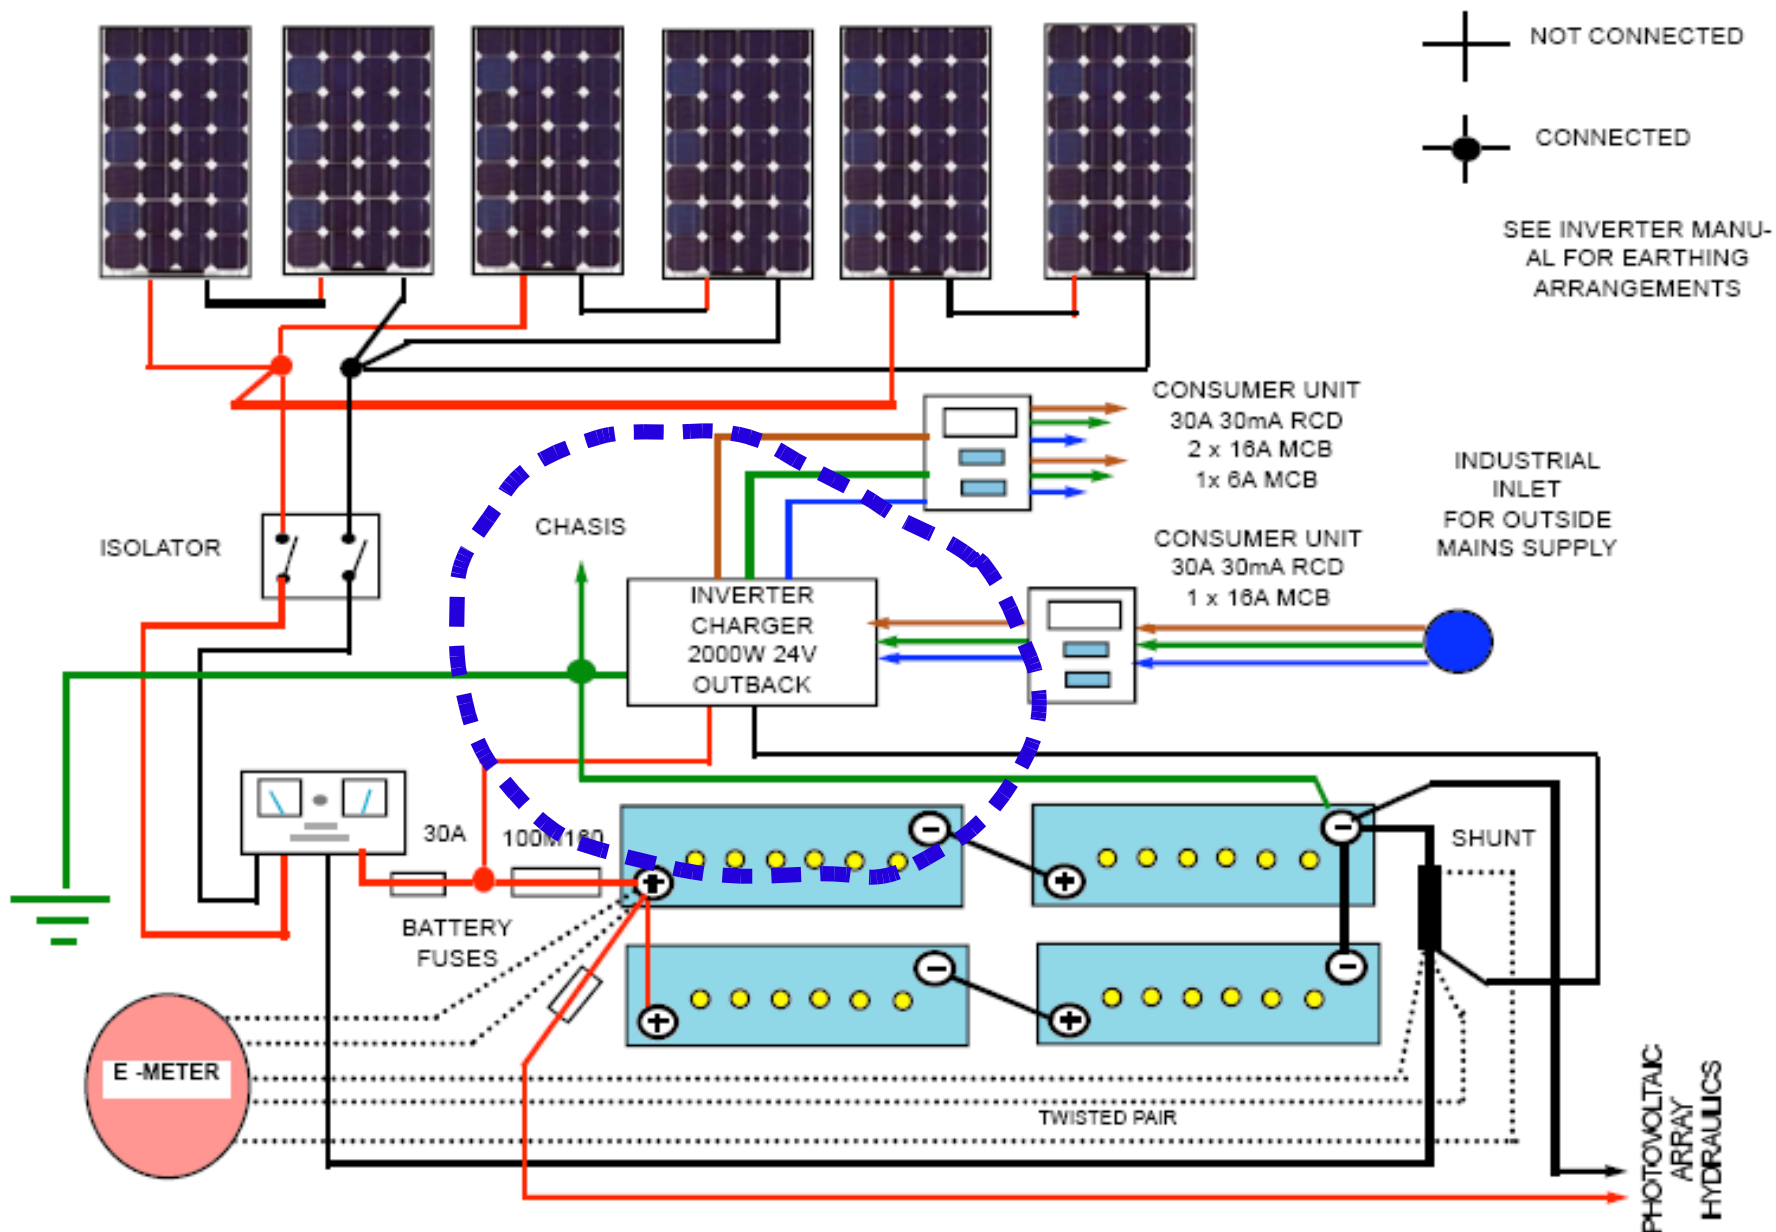 NOT CONNECTED
CONNECTED
SEE INVERTER MANU-
AL FOR EARTHING
ARRANGEMENTS
CONSUMER UNIT
30A 30mA RCD
2 x 16A MCB
1x 6A MCB
INDUSTRIAL
INLET
FOR OUTSIDE
MAINS SUPPLY
CHASIS
ISOLATOR
CONSUMER UNIT
30A 30mA RCD
1 x 16A MCB
INVERTER
CHARGER
2000W 24V
OUTBACK
30A
SHUNT
BATTERY
FUSES
E -METER
TWISTED PAIR
PHOTOVOLTAIC
ARRAY
HYDRAULICS